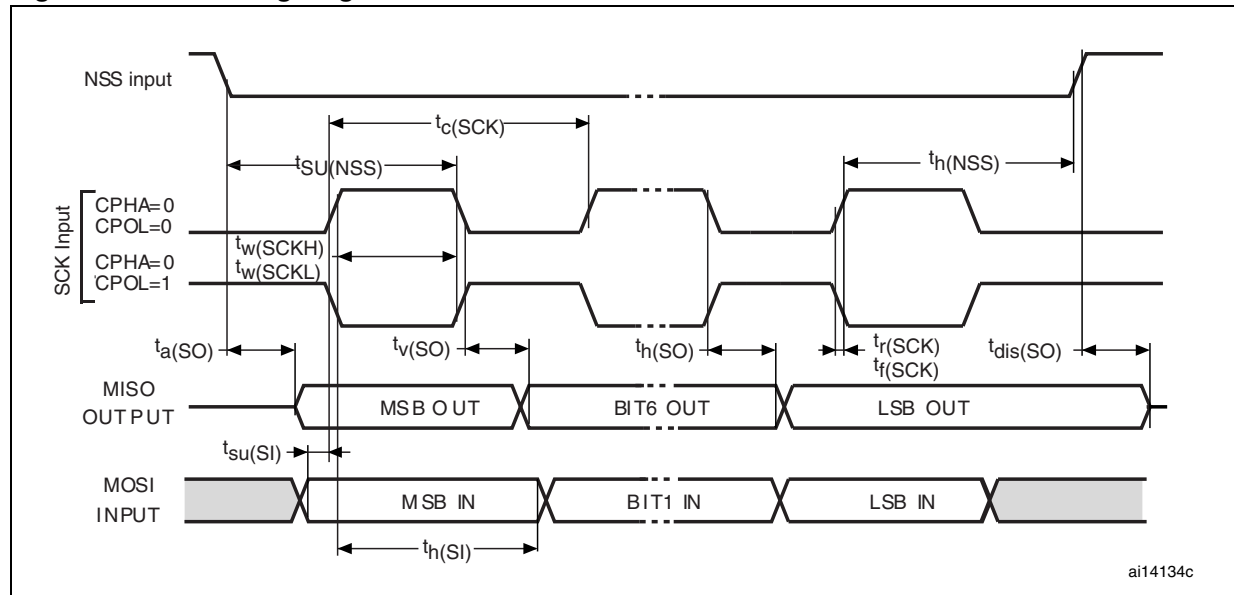 NSS input
tc(SCK)
tSU(NSS)
th(NSS)
SCK Input
CPHA=0
CPOL=0
tw(SCKH)
CPHA=0
tw(SCKL)
CPOL=1
ta(SO)
tv(SO)
th(SO)
tr(SCK)
tf(SCK)
tdis(SO)
MISO
OUTPUT
MSB OUT
BIT6 OUT
LSB OUT
tsu(SI)
MOSI
INPUT
MSB IN
BIT1 IN
LSB IN
th(SI)
ai14134c